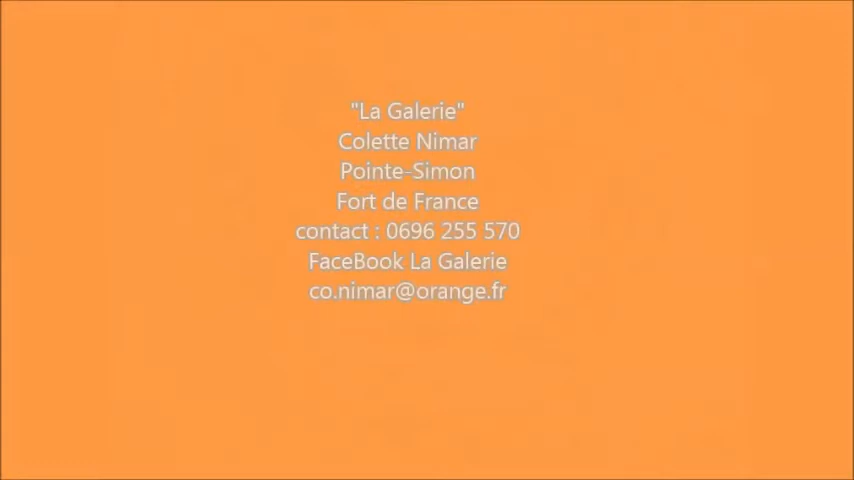 "La Galerie"
Colette Nimar
Pointe-Simon
Fort de France
contact : 0696 255 570
FaceBook La Galerie
co.nimar@orange.fr